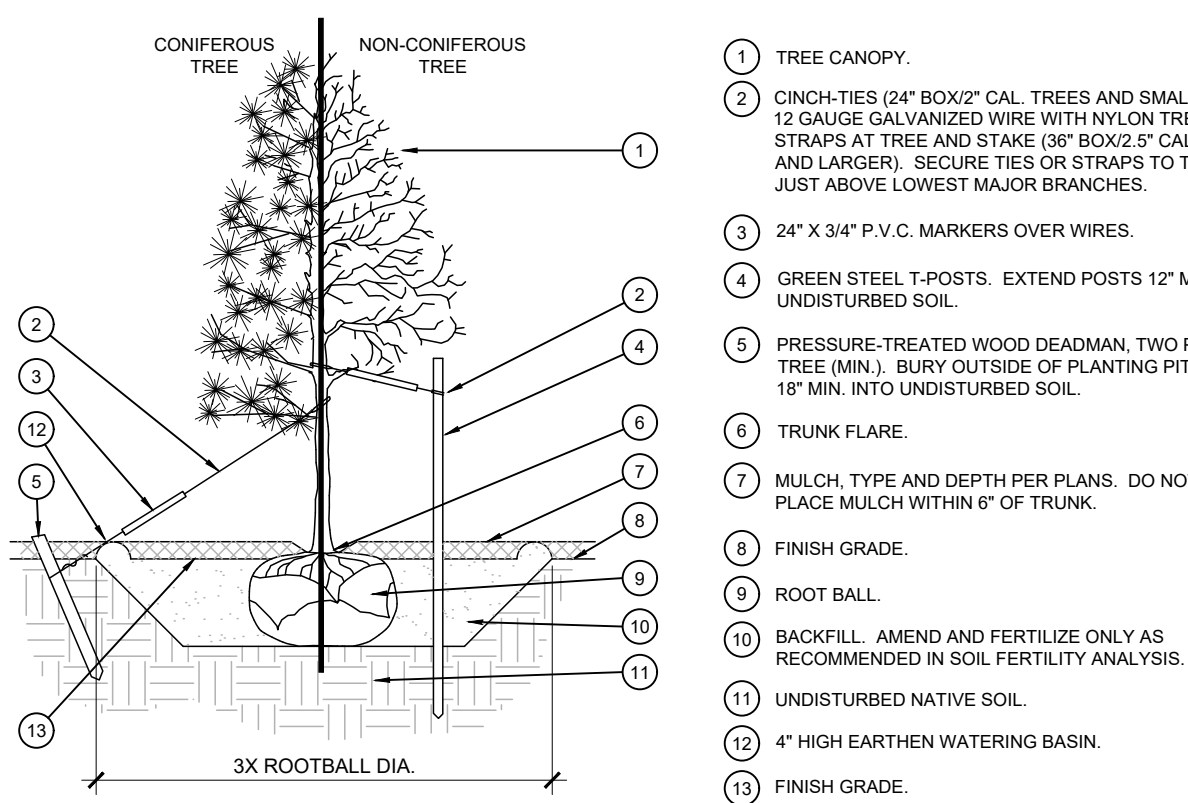 CONIFEROUS
TREE
NON-CONIFEROUS
TREE
1
2
4
6
7
8
9
10
11
2
3
12
5
13
3X ROOTBALL DIA.
1 TREE CANOPY.
2 CINCH-TIES (24" BOX/2" CAL. TREES AND
12 GAUGE GALVANIZED WIRE WITH NYLON
STRAPS AT TREE AND STAKE (36" BOX/2.5"
AND LARGER). SECURE TIES OR STRAPS TO
JUST ABOVE LOWEST MAJOR BRANCHES.
3 24" X 3/4" P.V.C. MARKERS OVER WIRES.
4 GREEN STEEL T-POSTS. EXTEND POSTS 12"
UNDISTURBED SOIL.
5 PRESSURE-TREATED WOOD DEADMAN, TWO
TREE (MIN.). BURY OUTSIDE OF PLANTING PIT
18" MIN. INTO UNDISTURBED SOIL.
6 TRUNK FLARE.
7 MULCH, TYPE AND DEPTH PER PLANS. DO
PLACE MULCH WITHIN 6" OF TRUNK.
8 FINISH GRADE.
9 ROOT BALL.
10 BACKFILL. AMEND AND FERTILIZE ONLY AS
RECOMMENDED IN SOIL FERTILITY ANALYSIS.
11 UNDISTURBED NATIVE SOIL.
12 4" HIGH EARTHEN WATERING BASIN.
13 FINISH GRADE.